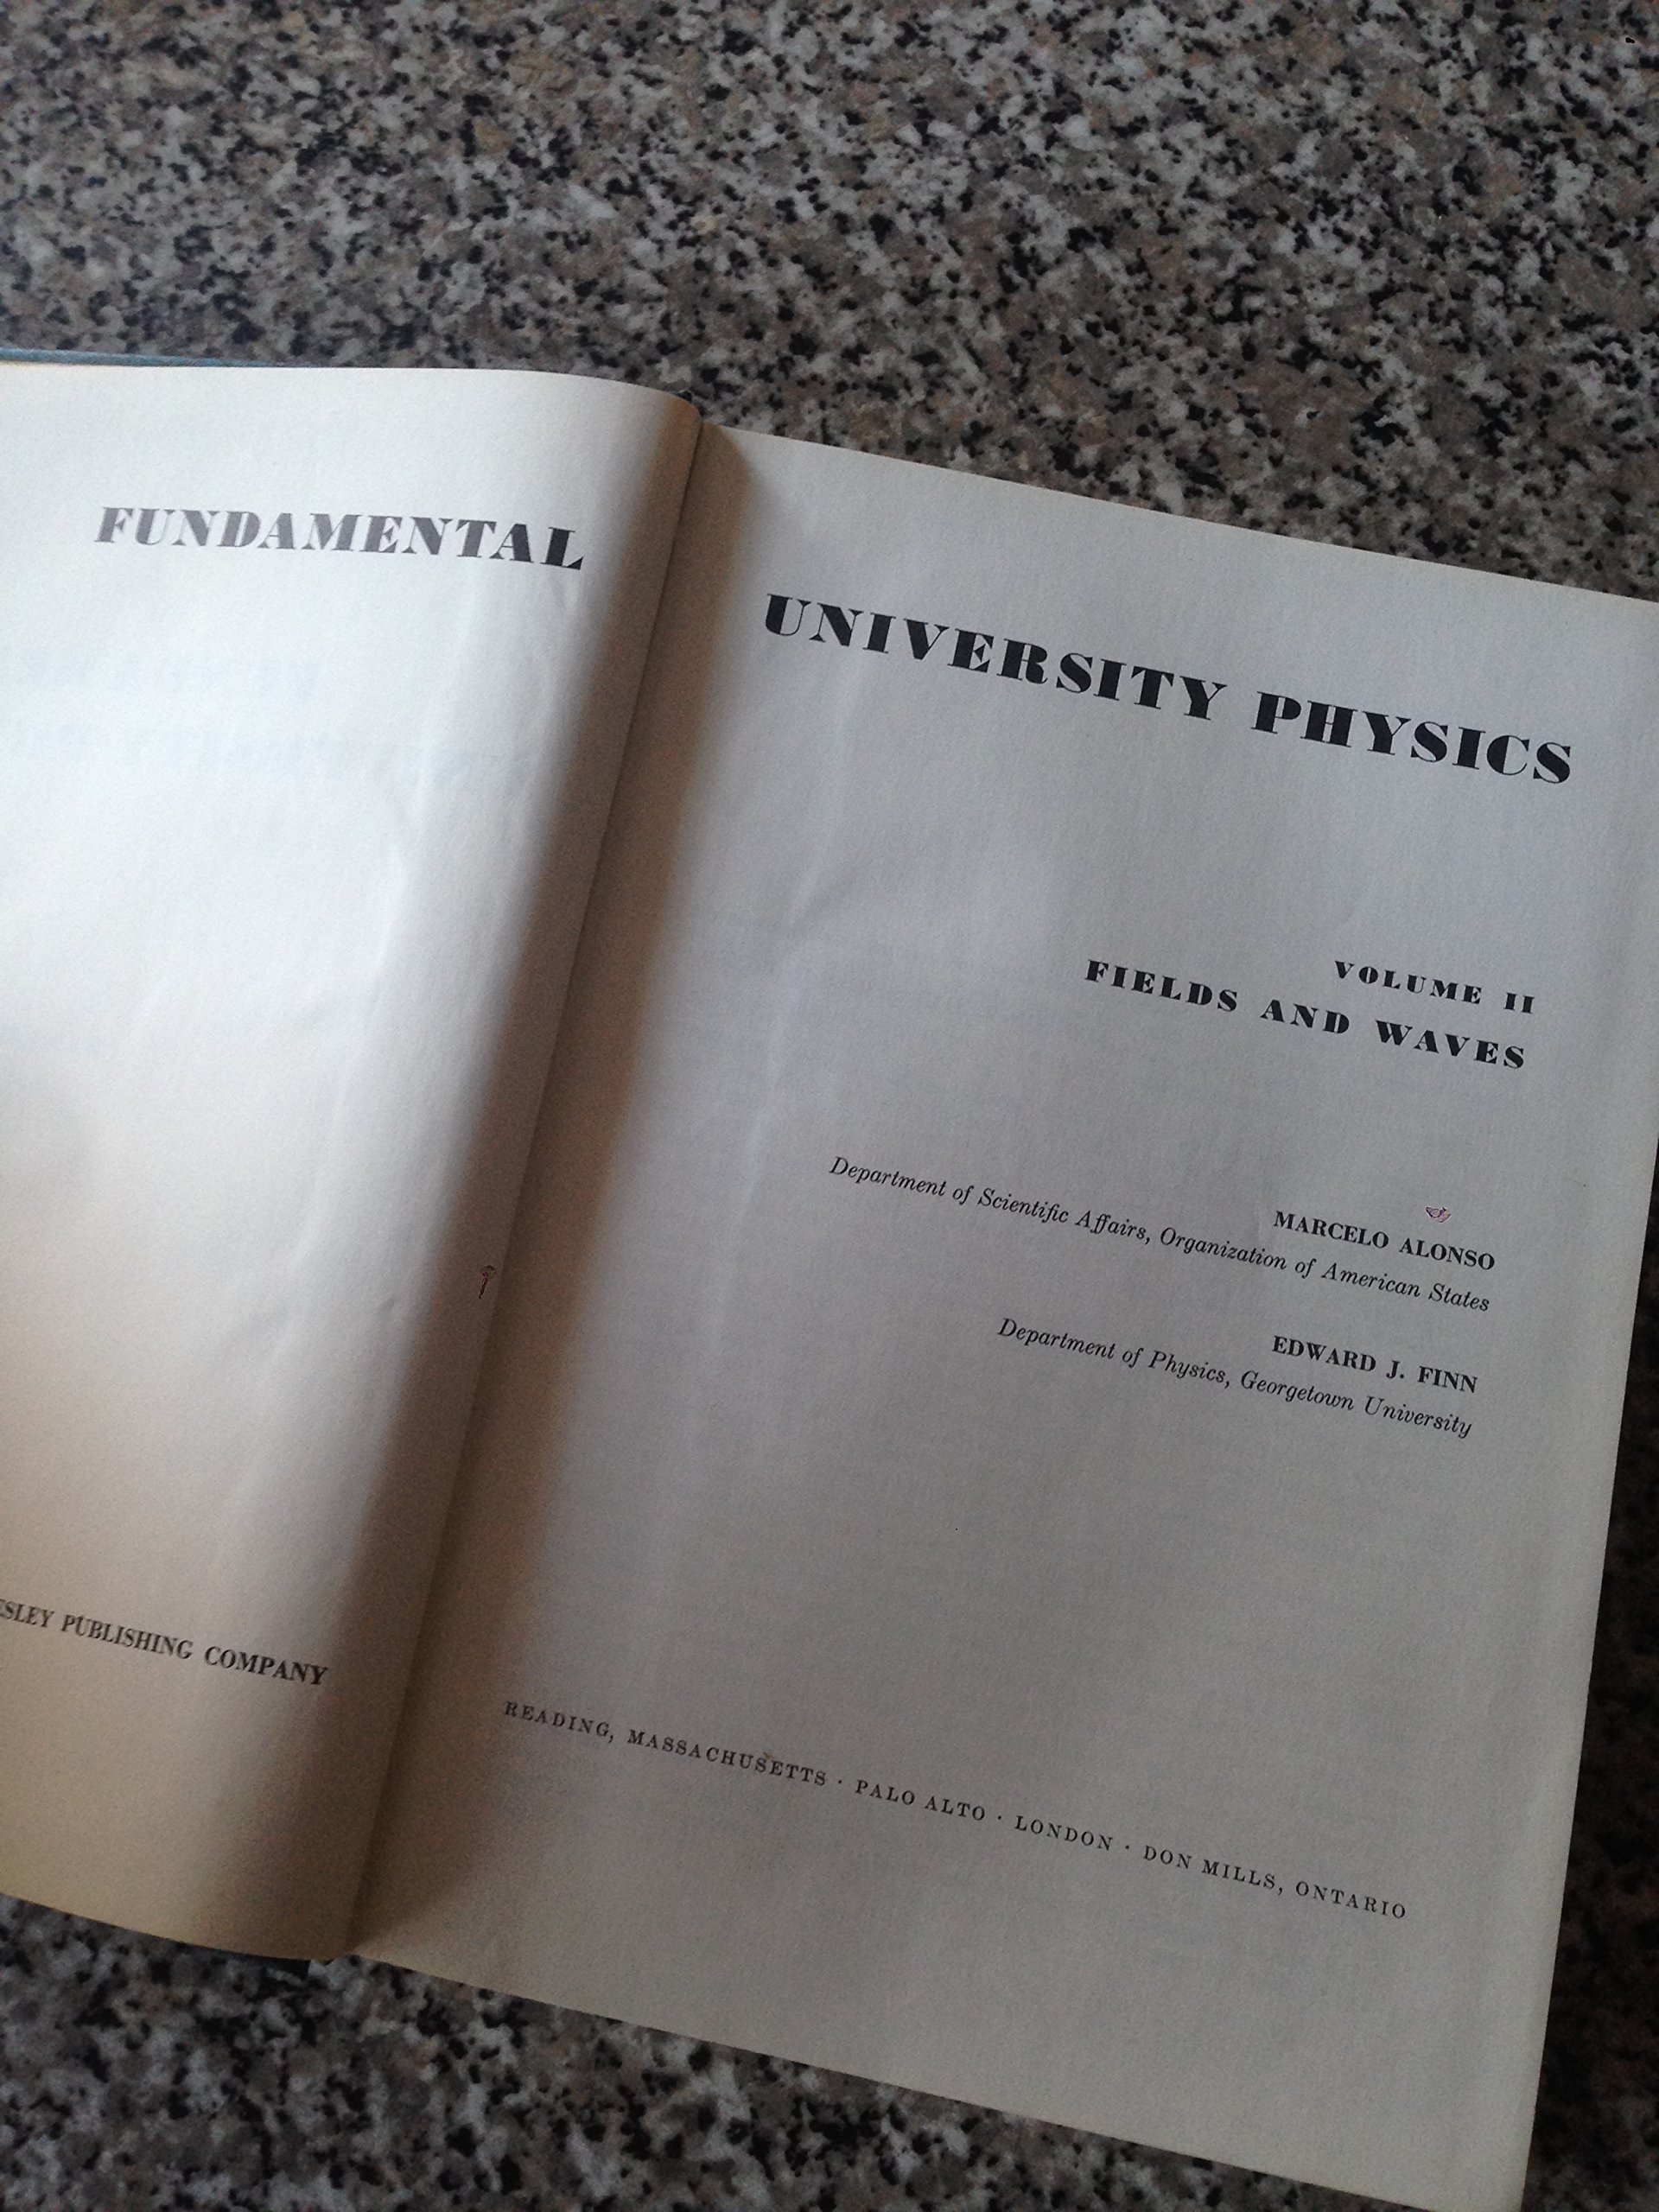 FUNDAMENTAL
UNIVERSITY PHYSICS
VOLUME II
FIELDS AND WAVES
MARCELO ALONSO
Department of Scientific Affairs, Organization of American States
EDWARD J. FINN
Department of Physics, Georgetown University
PUBLISHING COMPANY
READING, MASSACHUSETTS · PALO ALTO · LONDON · DON MILLS, ONTARIO